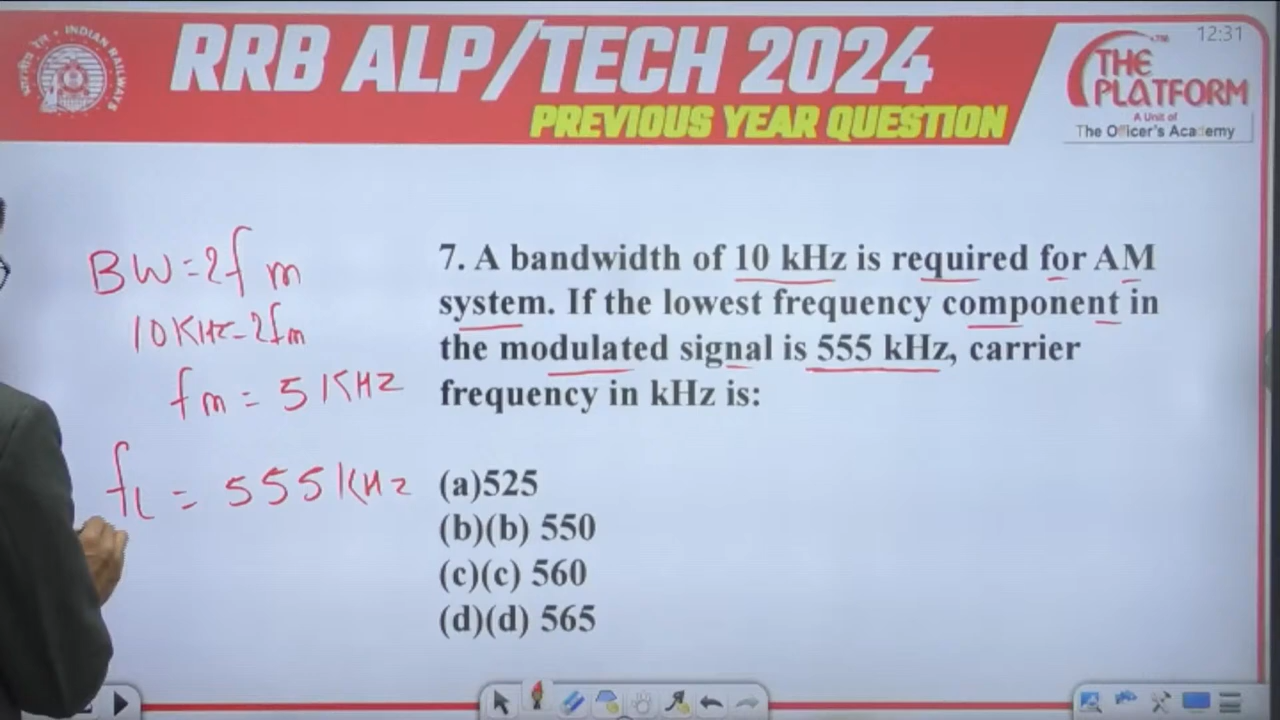 RRB ALP/TECH 2024
PREVIOUS YEAR QUESTION
INDIAN RAILWAYS
12:31
THE
PLATFORM
A Unit of
The Officer's Academy
BW=2fm
10KHz=2fm
fm = 5KHZ
fL = 555KHz
7. A bandwidth of 10 kHz is required for AM
system. If the lowest frequency component in
the modulated signal is 555 kHz, carrier
frequency in kHz is:
(a)525
(b)(b) 550
(c)(c) 560
(d)(d) 565